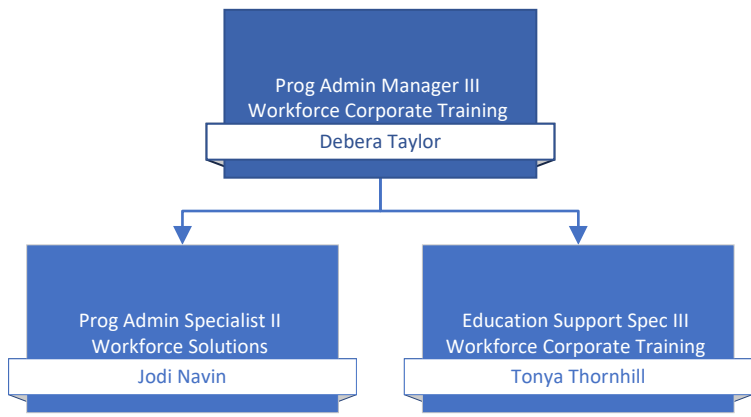 Prog Admin Manager III
Workforce Corporate Training
Debera Taylor
Prog Admin Specialist II
Workforce Solutions
Jodi Navin
Education Support Spec III
Workforce Corporate Training
Tonya Thornhill